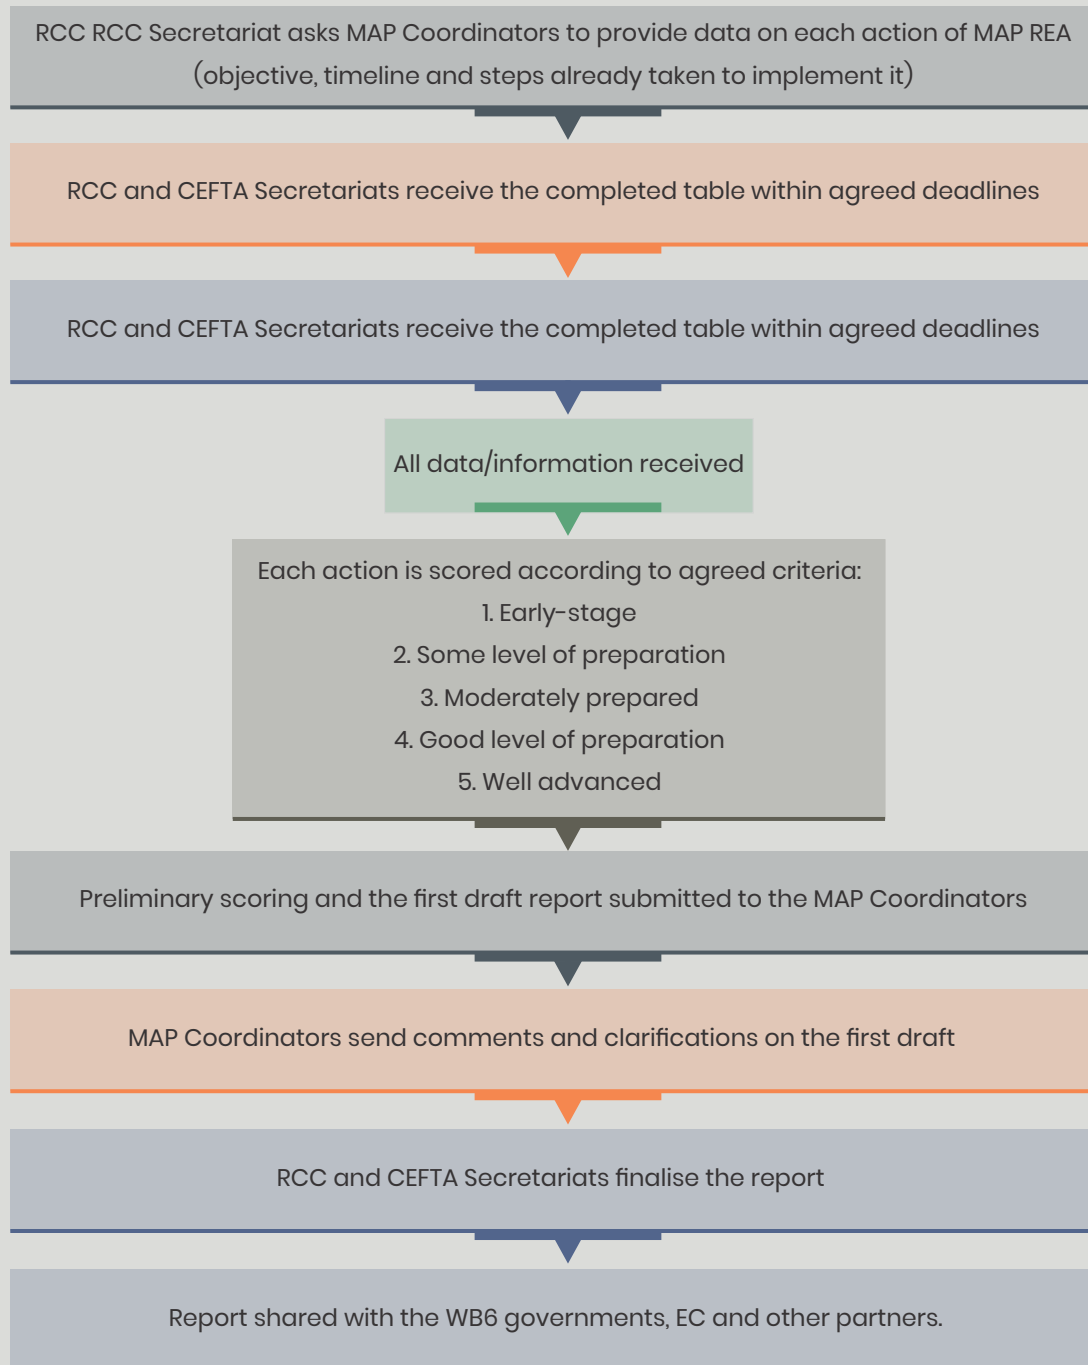 RCC RCC Secretariat asks MAP Coordinators to provide data on each action of MAP REA
(objective, timeline and steps already taken to implement it)
RCC and CEFTA Secretariats receive the completed table within agreed deadlines
RCC and CEFTA Secretariats receive the completed table within agreed deadlines
All data/information received
Each action is scored according to agreed criteria:
1. Early-stage
2. Some level of preparation
3. Moderately prepared
4. Good level of preparation
5. Well advanced
Preliminary scoring and the first draft report submitted to the MAP Coordinators
MAP Coordinators send comments and clarifications on the first draft
RCC and CEFTA Secretariats finalise the report
Report shared with the WB6 governments, EC and other partners.